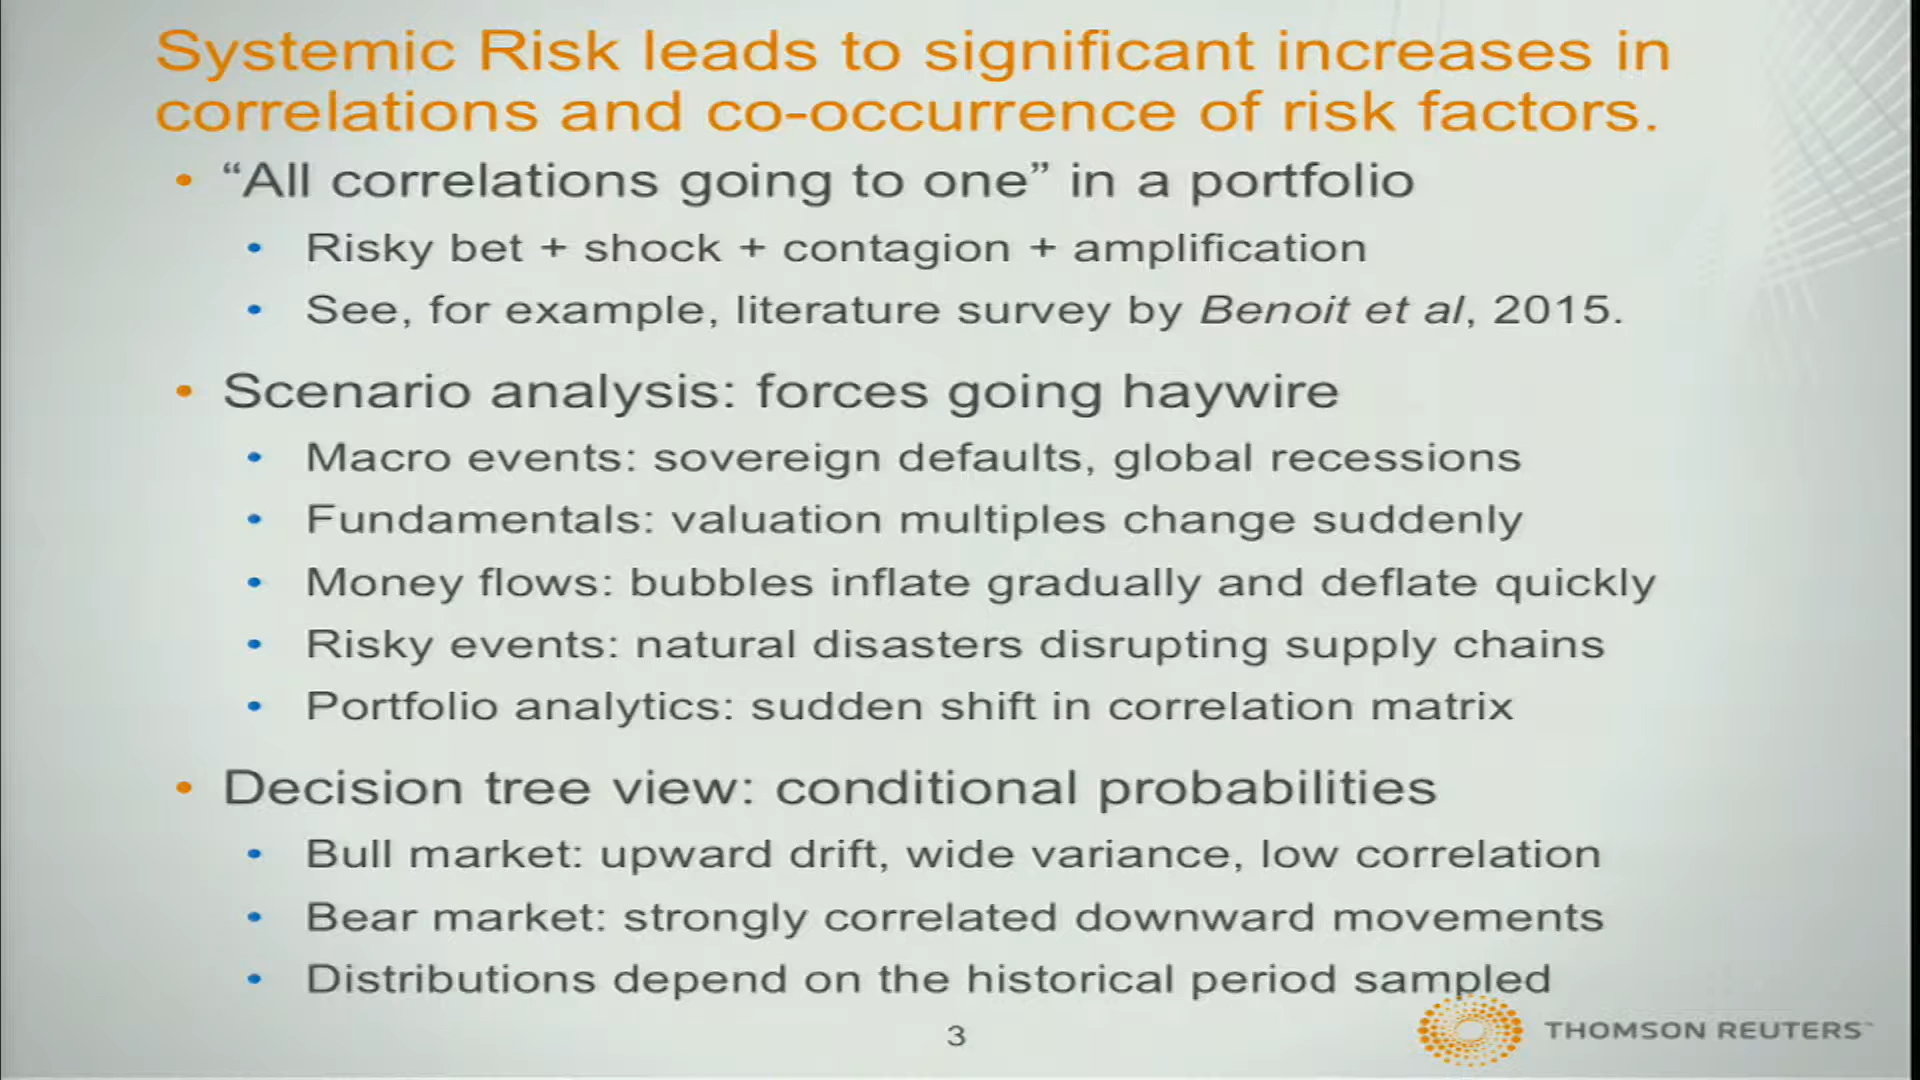 Systemic Risk leads to significant increases in
correlations and co-occurrence of risk factors.
• “All correlations going to one” in a portfolio
• Risky bet + shock + contagion + amplification
• See, for example, literature survey by Benoit et al, 2015.
• Scenario analysis: forces going haywire
• Macro events: sovereign defaults, global recessions
• Fundamentals: valuation multiples change suddenly
• Money flows: bubbles inflate gradually and deflate quickly
• Risky events: natural disasters disrupting supply chains
• Portfolio analytics: sudden shift in correlation matrix
• Decision tree view: conditional probabilities
• Bull market: upward drift, wide variance, low correlation
• Bear market: strongly correlated downward movements
• Distributions depend on the historical period sampled
3
THOMSON REUTERS™